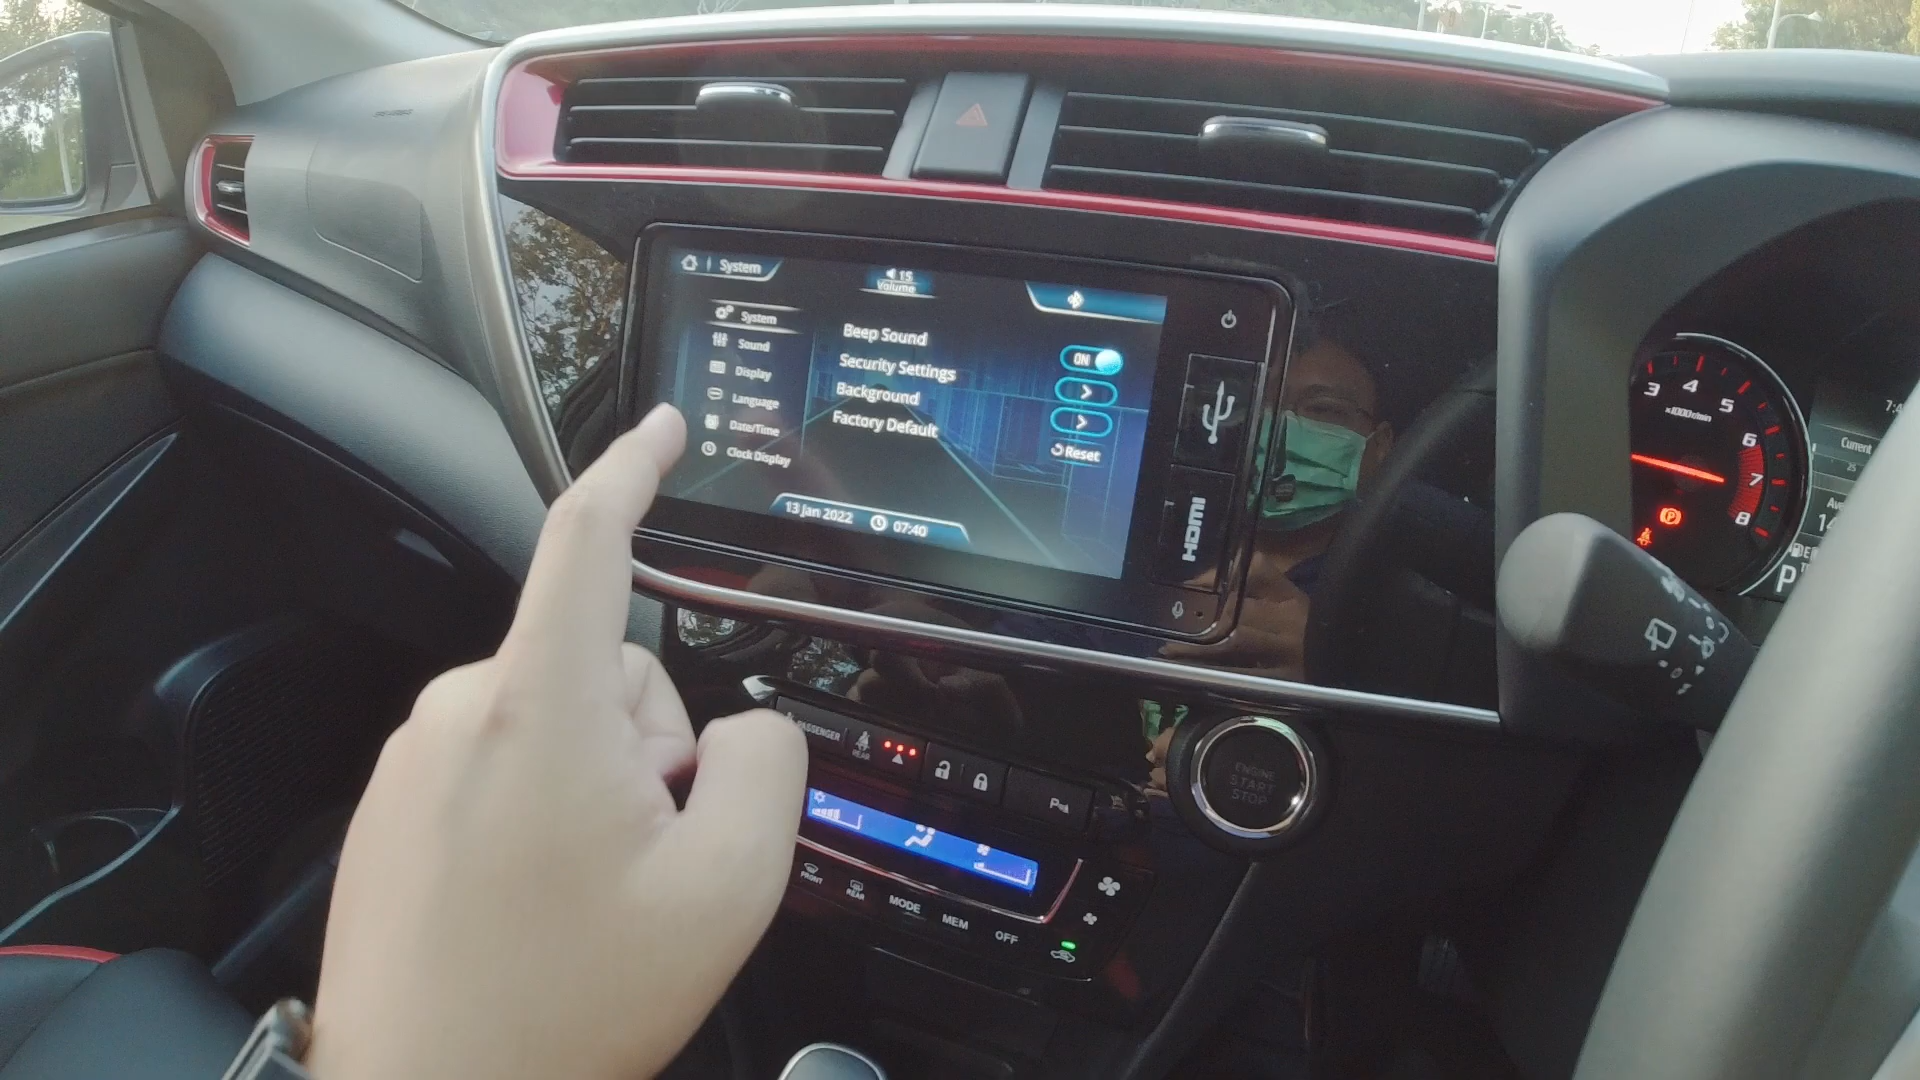 System
15
Volume
System
Sound
Display
Language
Date/Time
Clock Display
Beep Sound
ON
Security Settings
Background
Factory Default
Reset
13 Jan 2022
07:40
HDMI
PASSENGER
REAR
ENGINE
START
STOP
FRONT
REAR
MODE
MEM
OFF
3
4
5
6
7
8
x1000r/min
Current
25
P
E
P